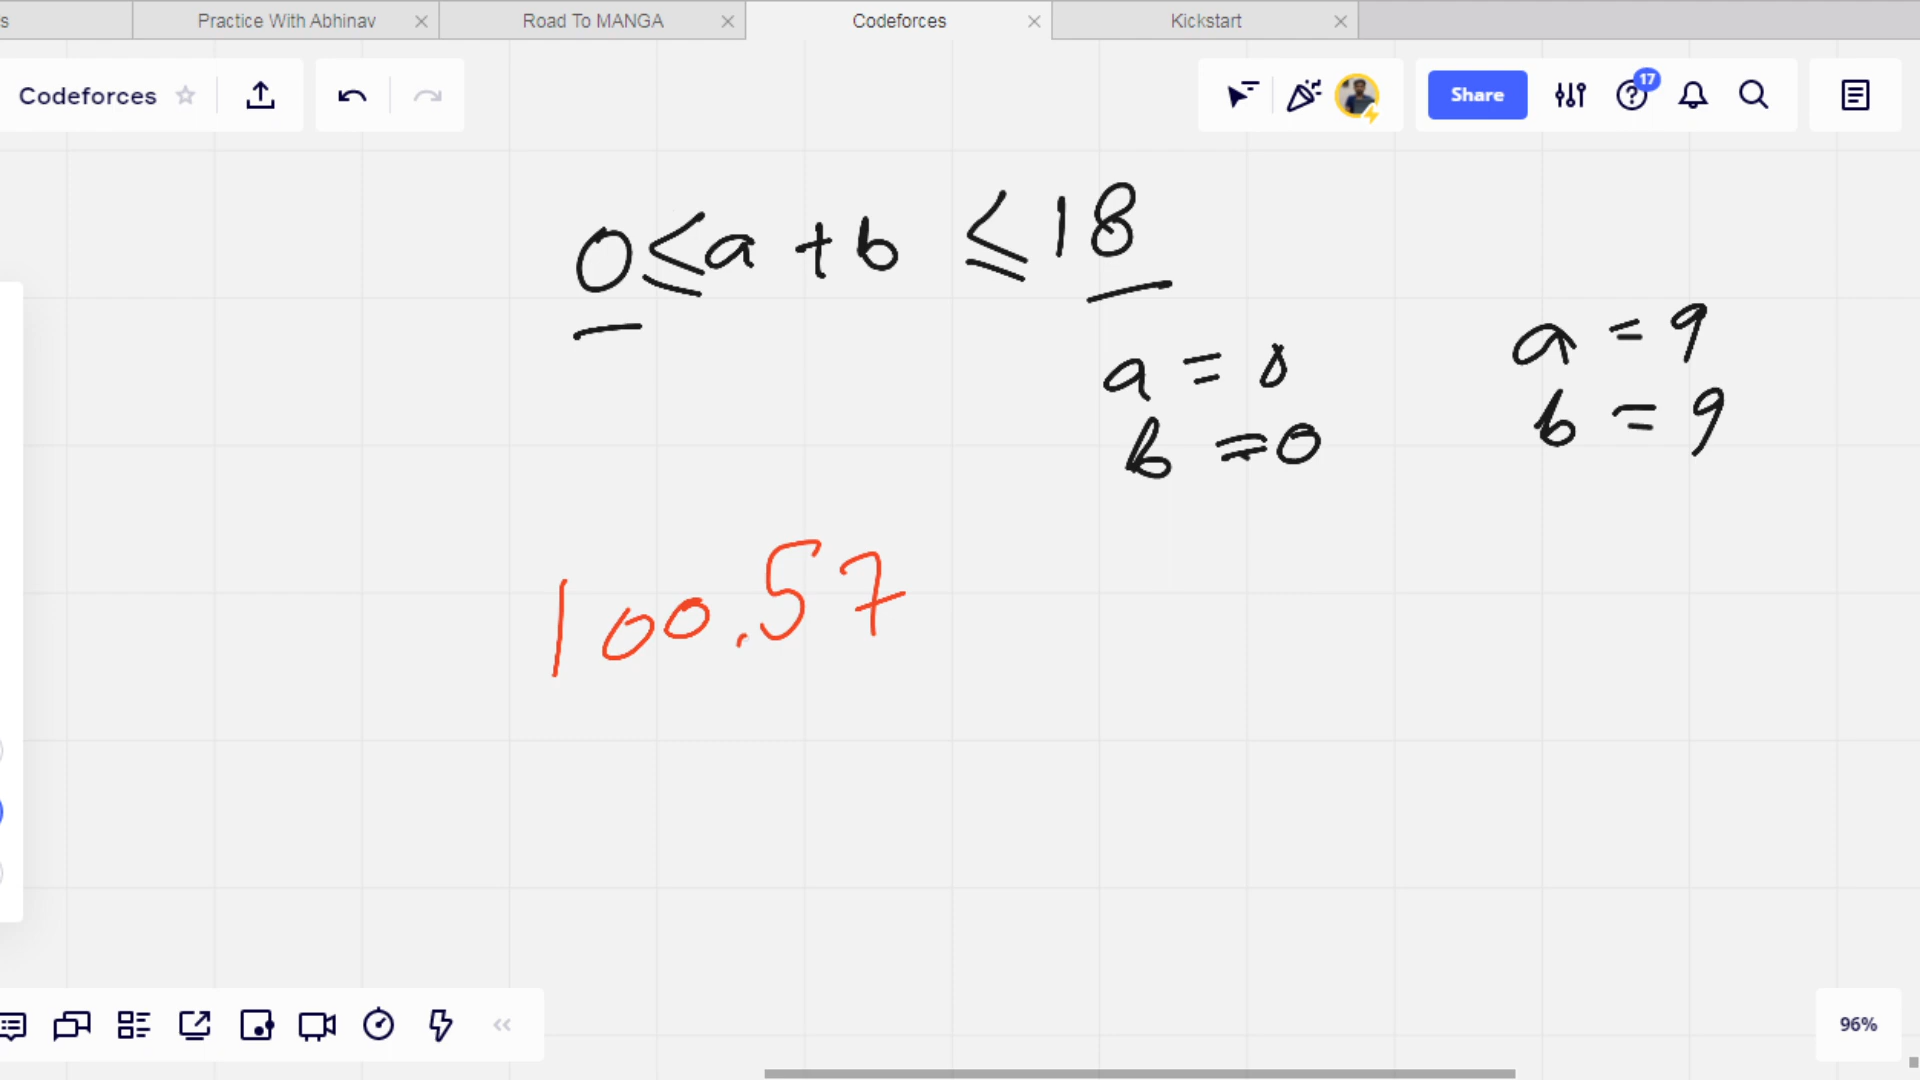 s
Practice With Abhinav
Road To MANGA
Codeforces
Kickstart
Codeforces
Share
17
0≤a+b ≤18
a = 0
b = 0
a = 9
b = 9
100.57
96%